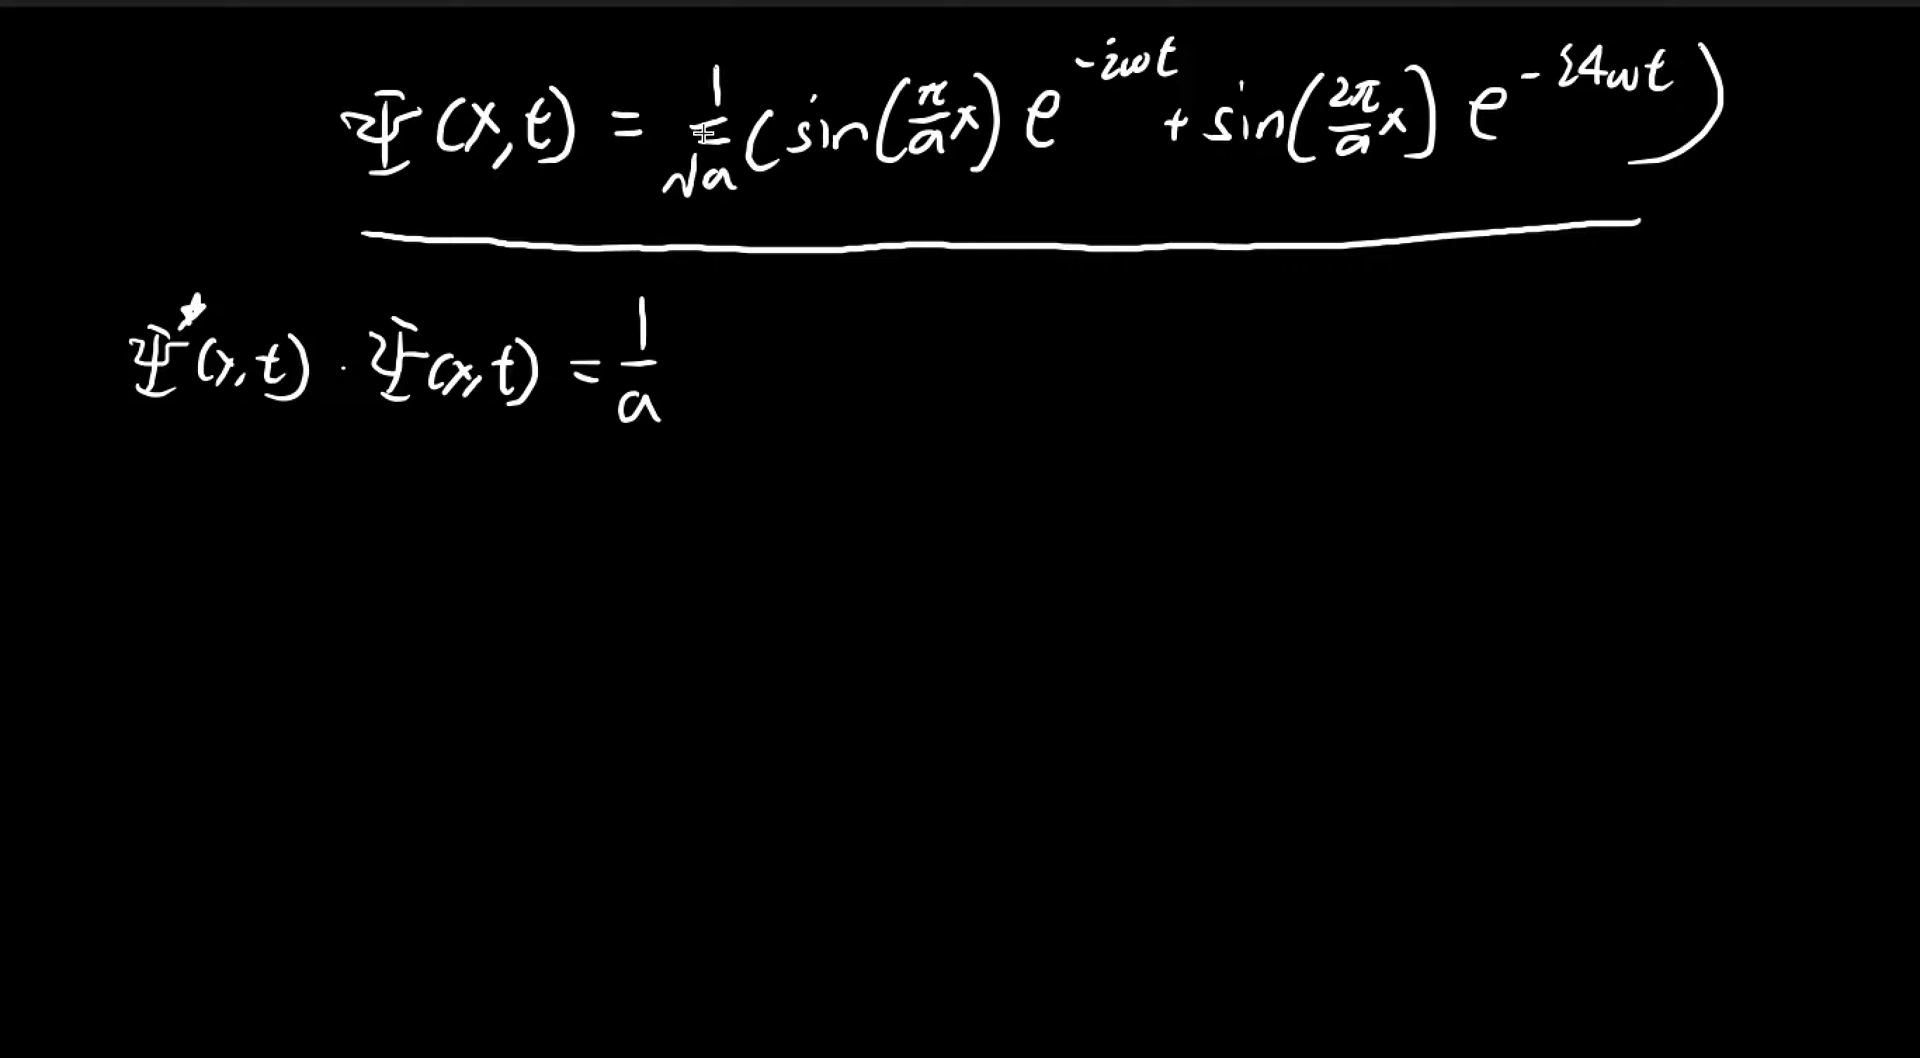 Ψ(x,t) = 1/√a (sin(π/a x) e^{-iωt} + sin(2π/a x) e^{-i4ωt})
Ψ*(x,t) · Ψ(x,t) = 1/a